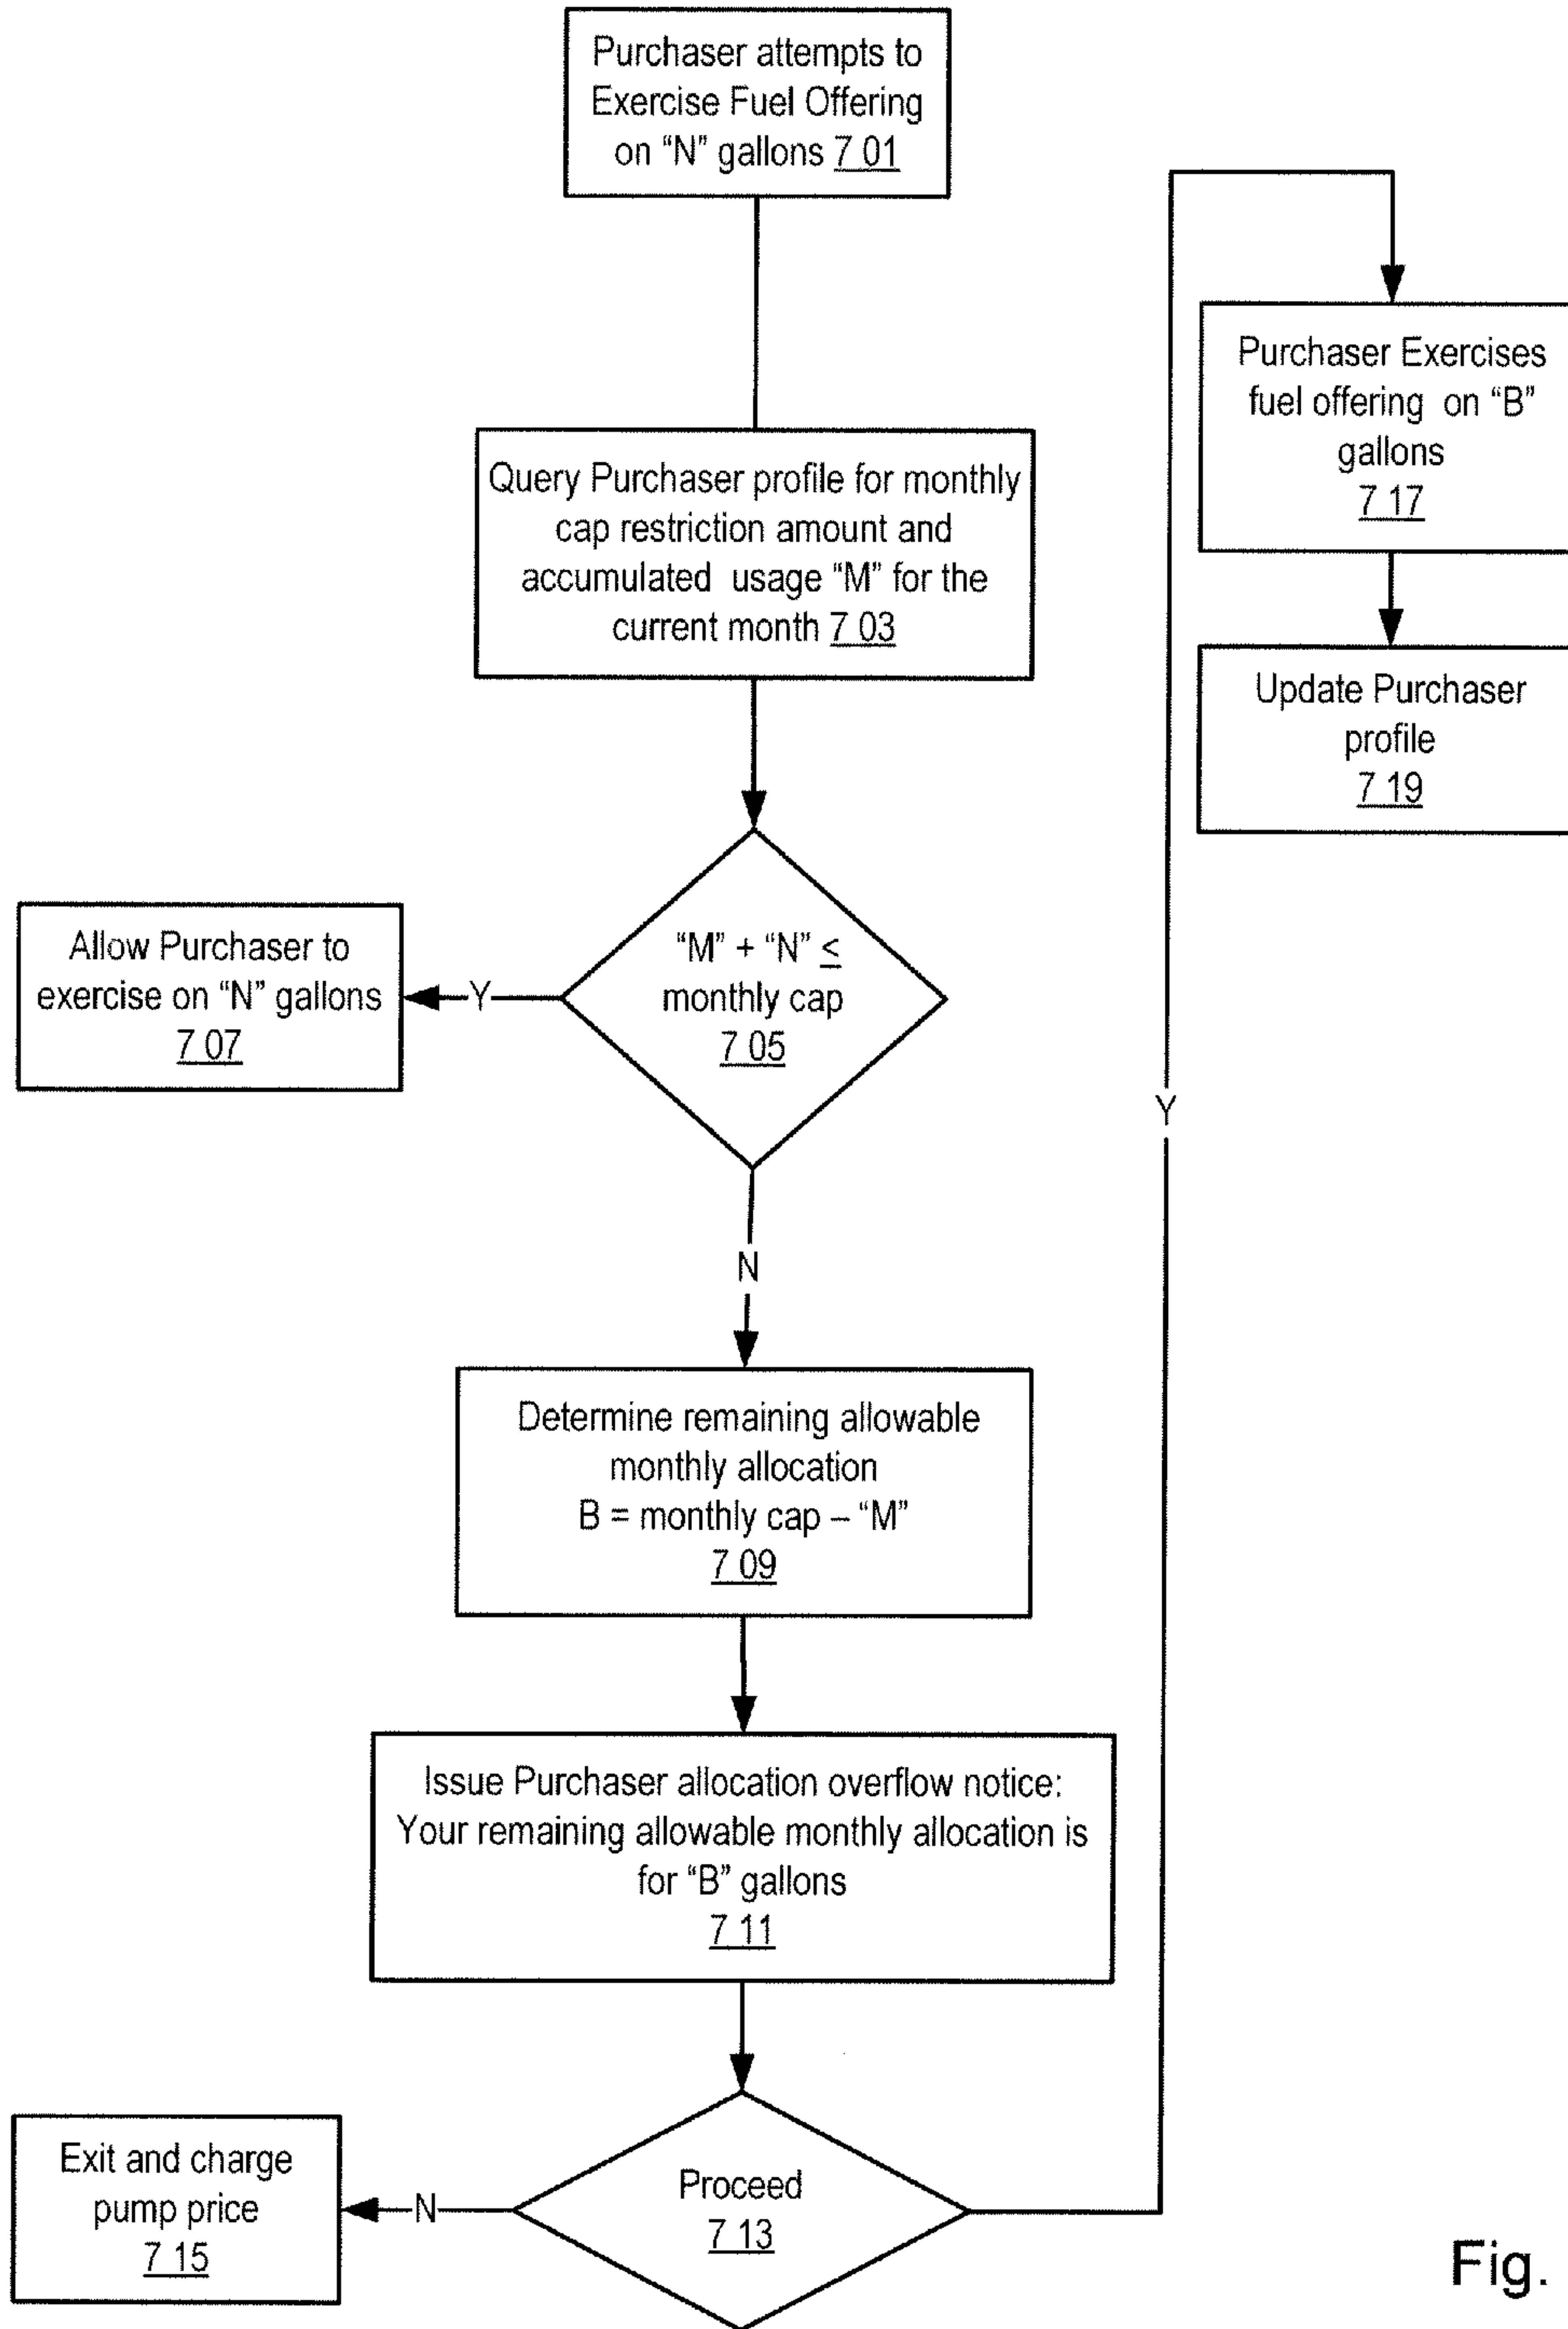 Purchaser attempts to
Exercise Fuel Offering
on “N” gallons 7 01
Query Purchaser profile for monthly
cap restriction amount and
accumulated usage “M” for the
current month 7 03
“M” + “N” ≤
monthly cap
7 05
Y
Allow Purchaser to
exercise on “N” gallons
7 07
N
Determine remaining allowable
monthly allocation
B = monthly cap – “M”
7 09
Issue Purchaser allocation overflow notice:
Your remaining allowable monthly allocation is
for “B” gallons
7 11
Proceed
7 13
N
Exit and charge
pump price
7 15
Y
Purchaser Exercises
fuel offering on “B”
gallons
7 17
Update Purchaser
profile
7 19
Fig.